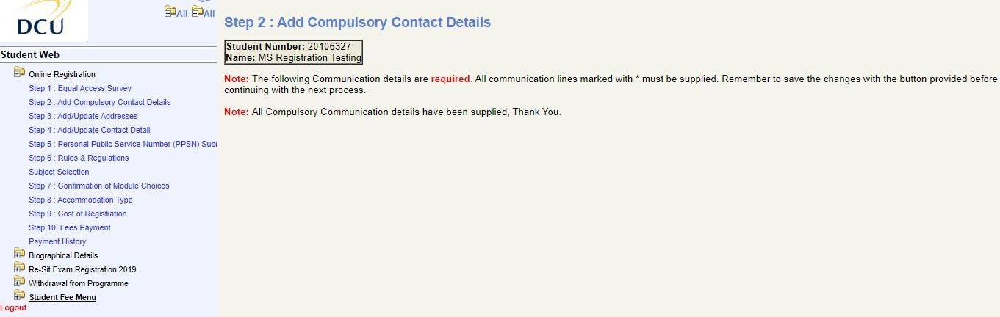 DCU
All All
Student Web
Online Registration
Step 1 : Equal Access Survey
Step 2 : Add Compulsory Contact Details
Step 3 : Add/Update Addresses
Step 4 : Add/Update Contact Detail
Step 5 : Personal Public Service Number (PPSN) Sub
Step 6 : Rules & Regulations
Subject Selection
Step 7 : Confirmation of Module Choices
Step 8 : Accommodation Type
Step 9 : Cost of Registration
Step 10: Fees Payment
Payment History
Biographical Details
Re-Sit Exam Registration 2019
Withdrawal from Programme
Student Fee Menu
Logout
Step 2 : Add Compulsory Contact Details
Student Number: 20106327
Name: MS Registration Testing
Note: The following Communication details are required. All communication lines marked with * must be supplied. Remember to save the changes with the button provided before
continuing with the next process.
Note: All Compulsory Communication details have been supplied, Thank You.